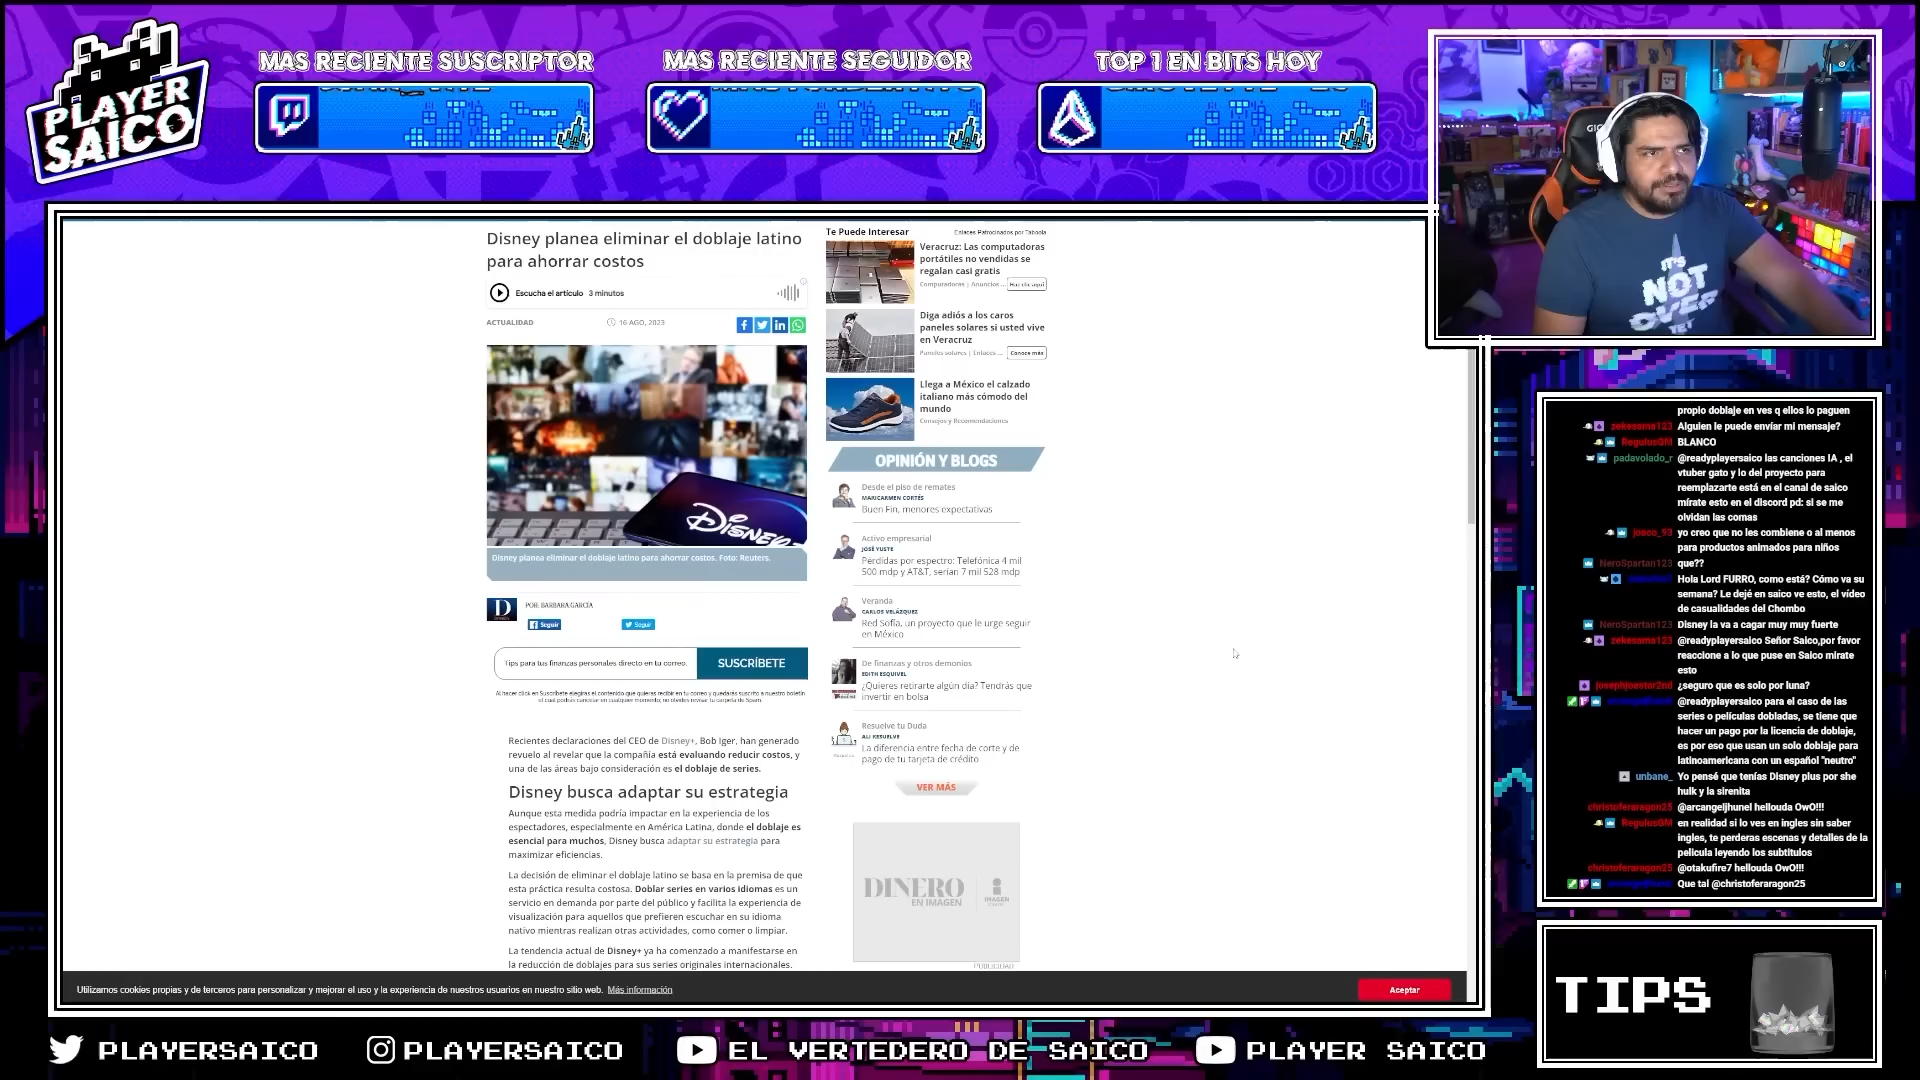 PLAYER
SAICO
MAS RECIENTE SUSCRIPTOR
MAS RECIENTE SEGUIDOR
TOP 1 EN BITS HOY
IT'S
NOT
OVER
YET
Disney planea eliminar el doblaje latino
para ahorrar costos
Escucha el artículo 3 minutos
ACTUALIDAD
16 AGO, 2023
Disney
Disney planea eliminar el doblaje latino para ahorrar costos. Foto: Reuters.
D
POR: BARBARA GARCÍA
Seguir
Seguir
Tips para tus finanzas personales directo en tu correo.
SUSCRÍBETE
Al hacer click en Suscríbete elegiras el contenido que quieras recibir en tu correo y quedarás suscrito a nuestro boletín
el cual podrás cancelar en cualquier momento; no olvides revisar tu carpeta de Spam.
Recientes declaraciones del CEO de Disney+, Bob Iger, han generado
revuelo al revelar que la compañía está evaluando reducir costos, y
una de las áreas bajo consideración es el doblaje de series.
Disney busca adaptar su estrategia
Aunque esta medida podría impactar en la experiencia de los
espectadores, especialmente en América Latina, donde el doblaje es
esencial para muchos, Disney busca adaptar su estrategia para
maximizar eficiencias.
La decisión de eliminar el doblaje latino se basa en la premisa de que
esta práctica resulta costosa. Doblar series en varios idiomas es un
servicio en demanda por parte del público y facilita la experiencia de
visualización para aquellos que prefieren escuchar en su idioma
nativo mientras realizan otras actividades, como comer o limpiar.
La tendencia actual de Disney+ ya ha comenzado a manifestarse en
la reducción de doblajes para sus series originales internacionales.
Te Puede Interesar
Enlaces Patrocinados por Taboola
Veracruz: Las computadoras
portátiles no vendidas se
regalan casi gratis
Computadoras | Anuncios ...
Haz clic aquí
Diga adiós a los caros
paneles solares si usted vive
en Veracruz
Paneles solares | Enlaces ...
Conoce más
Llega a México el calzado
italiano más cómodo del
mundo
Consejos y Recomendaciones
OPINIÓN Y BLOGS
Desde el piso de remates
MARICARMEN CORTÉS
Buen Fin, menores expectativas
Activo empresarial
JOSÉ YUSTE
Pérdidas por espectro: Telefónica 4 mil
500 mdp y AT&T, serían 7 mil 528 mdp
Veranda
CARLOS VELÁZQUEZ
Red Sofía, un proyecto que le urge seguir
en México
De finanzas y otros demonios
EDITH ESQUIVEL
¿Quieres retirarte algún día? Tendrás que
invertir en bolsa
Resuelve tu Duda
ALI RESUELVE
La diferencia entre fecha de corte y de
pago de tu tarjeta de crédito
VER MÁS
DINERO
EN IMAGEN
IMAGEN
PUBLICIDAD
Utilizamos cookies propias y de terceros para personalizar y mejorar el uso y la experiencia de nuestros usuarios en nuestro sitio web. Más información
Aceptar
propio doblaje en ves q ellos lo paguen
zekesama123 Alguien le puede envíar mi mensaje?
RegulusGM BLANCO
padavolado_r @readyplayersaico las canciones IA , el
vtuber gato y lo del proyecto para
reemplazarte está en el canal de saico
mírate esto en el discord pd: si se me
olvidan las comas
josco_93 yo creo que no les combiene o al menos
para productos animados para niños
NeroSpartan123 que??
Hola Lord FURRO, como está? Cómo va su
semana? Le dejé en saico ve esto, el vídeo
de casualidades del Chombo
NeroSpartan123 Disney la va a cagar muy muy fuerte
zekesama123 @readyplayersaico Señor Saico,por favor
reaccione a lo que puse en Saico mirate
esto
josephjoestar2nd ¿seguro que es solo por luna?
@readyplayersaico para el caso de las
series o películas dobladas, se tiene que
hacer un pago por la licencia de doblaje,
es por eso que usan un solo doblaje para
latinoamericana con un español "neutro"
unbane_ Yo pensé que tenías Disney plus por she
hulk y la sirenita
christoferaragon25 @arcangeljhunel hellouda OwO!!!
RegulusGM en realidad si lo ves en ingles sin saber
ingles, te perderas escenas y detalles de la
pelicula leyendo los subtitulos
christoferaragon25 @otakufire7 hellouda OwO!!!
Que tal @christoferaragon25
TIPS
PLAYERSAICO
PLAYERSAICO
EL VERTEDERO DE SAICO
PLAYER SAICO